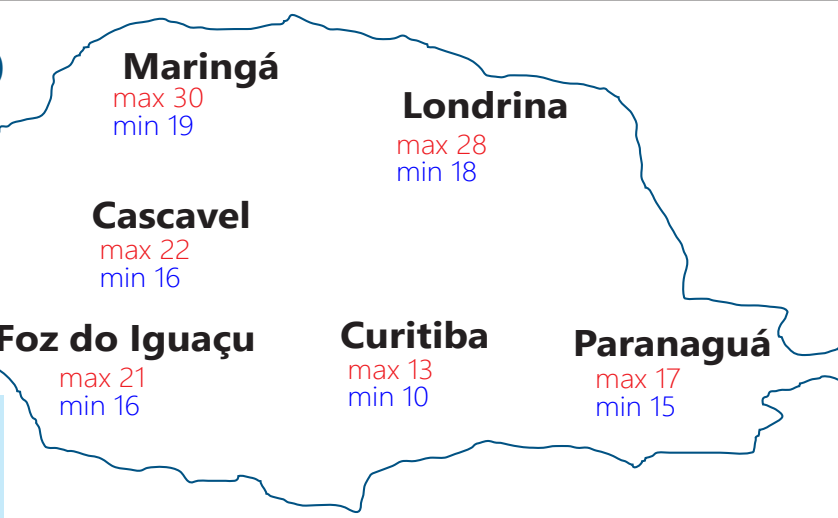 Maringá
max 30
min 19
Londrina
max 28
min 18
Cascavel
max 22
min 16
Foz do Iguaçu
max 21
min 16
Curitiba
max 13
min 10
Paranaguá
max 17
min 15